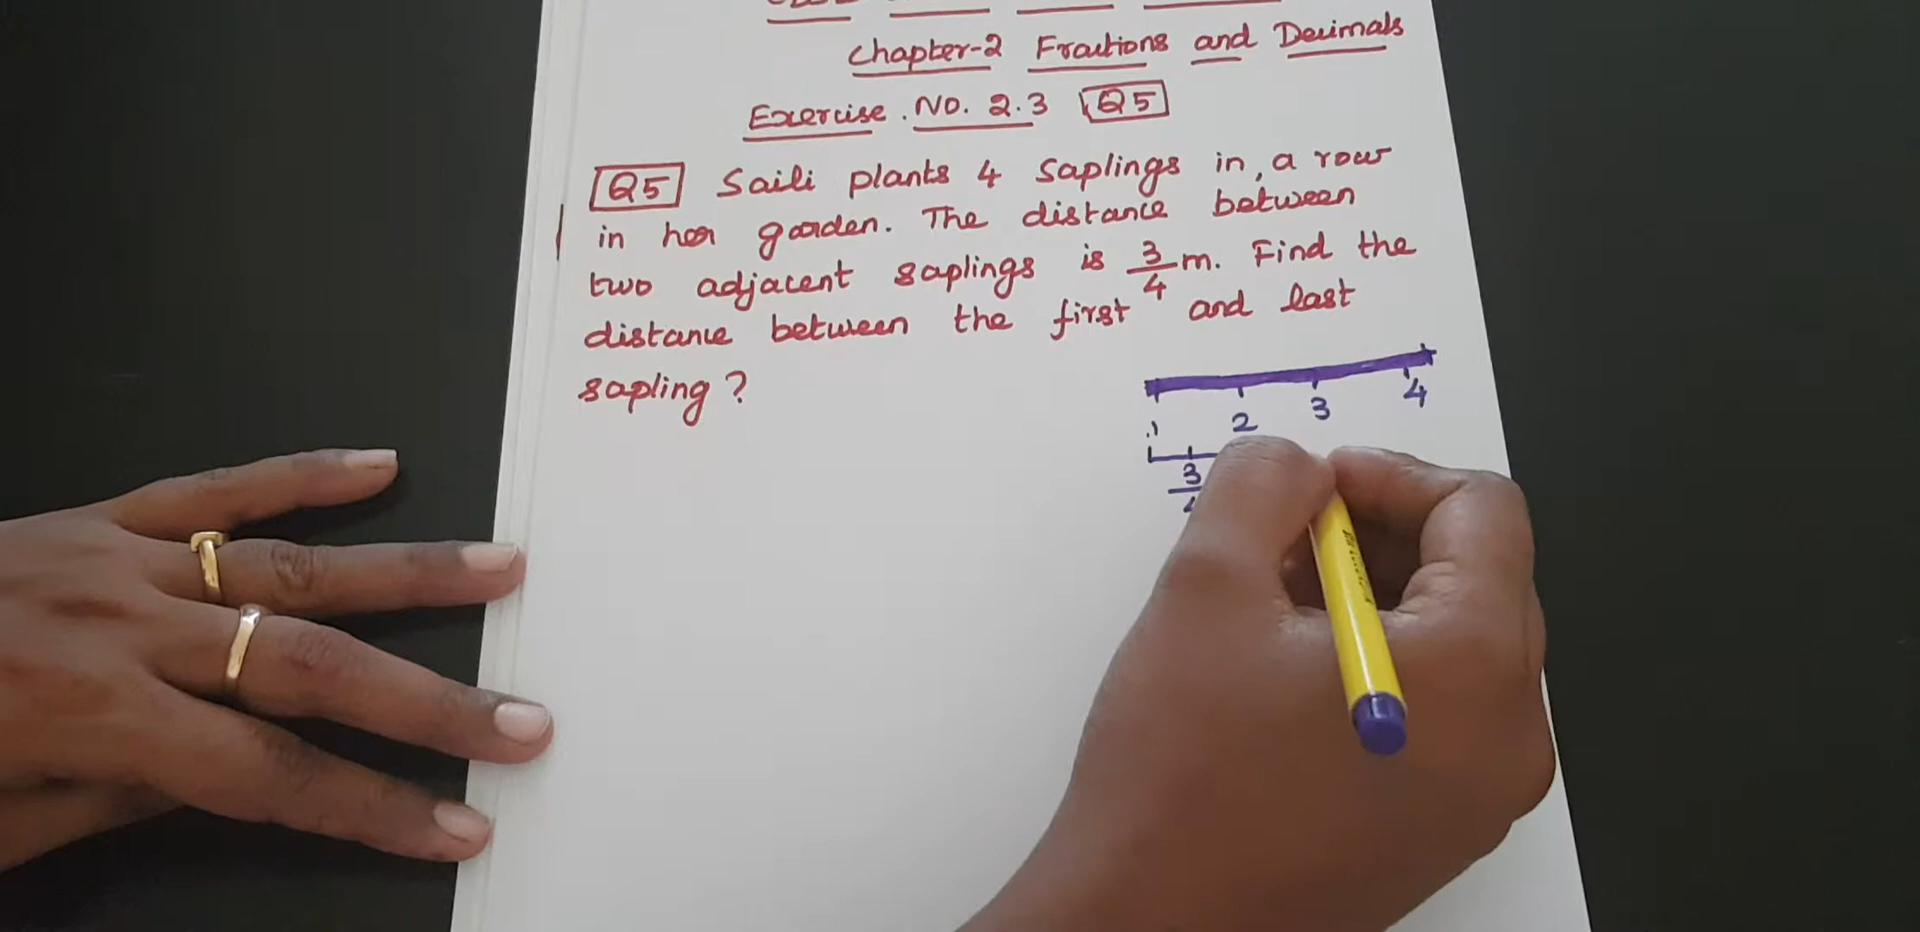 Chapter-2 Fractions and Decimals
Exercise. No. 2.3 Q5
Q5 Saili plants 4 saplings in a row
in her garden. The distance between
two adjacent saplings is 3/4 m. Find the
distance between the first and last
sapling?
1 2 3 4
3